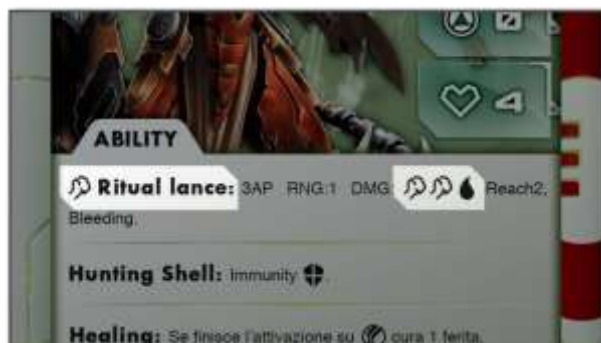 4
ABILITY
Ritual lance: 3AP RNG:1 DMG: Reach2,
Bleeding.
Hunting Shell: Immunity .
Healing: Se finisce l'attivazione su cura 1 ferita.